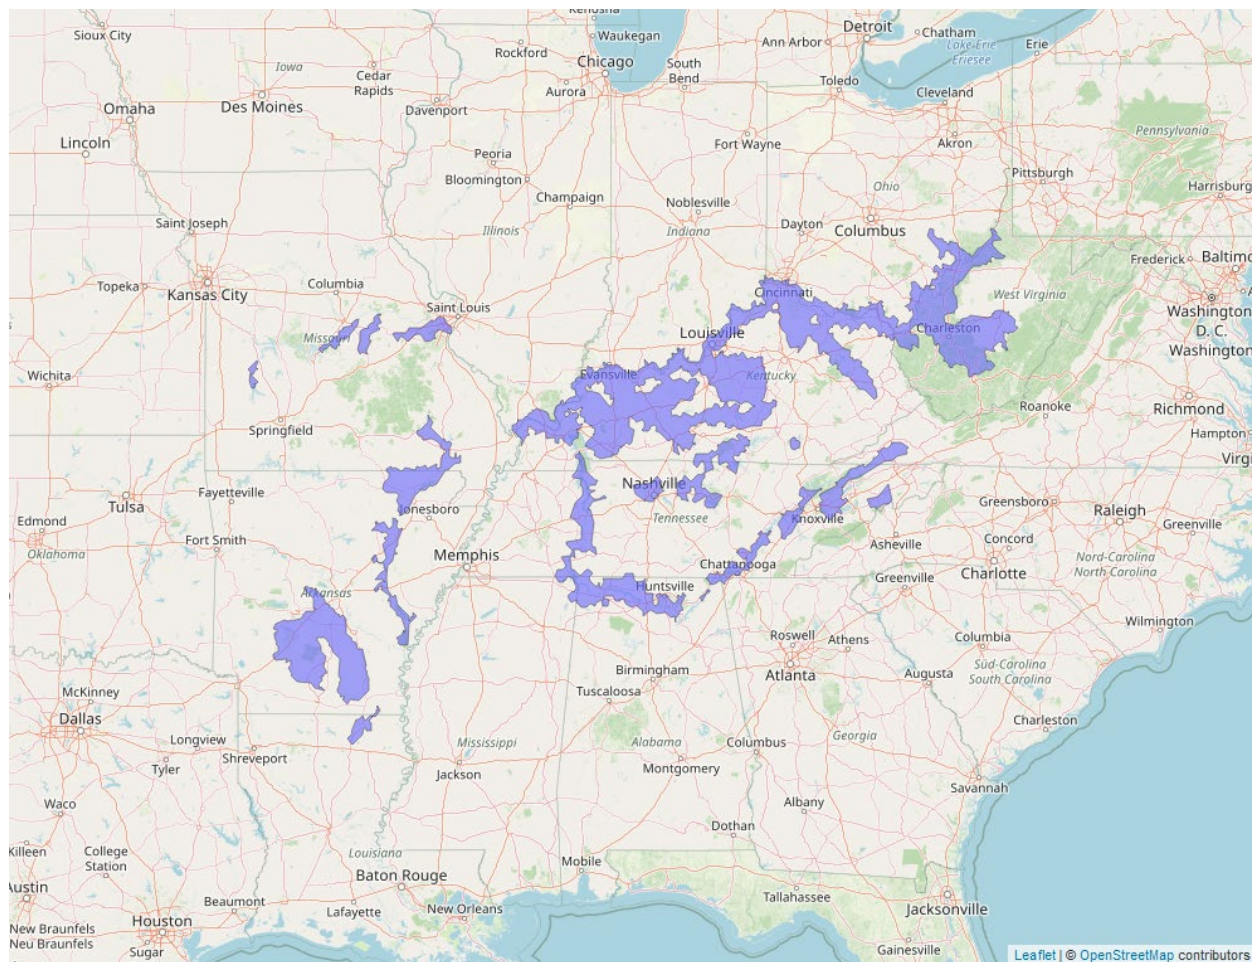 Kenosha
Sioux City
Waukegan
Rockford
Chicago
Ann Arbor
Detroit
Chatham
Lake Erie
Eriesee
Erie
Iowa
Cedar
Rapids
Aurora
South
Bend
Toledo
Cleveland
Omaha
Des Moines
Davenport
Pennsylvania
Lincoln
Fort Wayne
Akron
Peoria
Bloomington
Pittsburgh
Champaign
Noblesville
Ohio
Harrisburg
Saint Joseph
Illinois
Indiana
Dayton
Columbus
Frederick
Topeka
Kansas City
Columbia
Saint Louis
Cincinnati
West Virginia
Washington
D. C.
Washington
Missouri
Louisville
Charleston
Wichita
Evansville
Kentucky
Roanoke
Richmond
Springfield
Hampton
Fayetteville
Nashville
Tulsa
Jonesboro
Tennessee
Knoxville
Greensboro
Raleigh
Greenville
Edmond
Oklahoma
Fort Smith
Memphis
Chattanooga
Asheville
Concord
Charlotte
Nord-Carolina
North Carolina
Arkansas
Huntsville
Greenville
Wilmington
Roswell
Athens
Columbia
Süd-Carolina
South Carolina
Birmingham
Atlanta
Augusta
McKinney
Dallas
Tuscaloosa
Charleston
Longview
Shreveport
Tyler
Mississippi
Jackson
Alabama
Montgomery
Columbus
Georgia
Savannah
Waco
Albany
Dothan
Killeen
College
Station
Louisiana
Baton Rouge
Mobile
Tallahassee
Austin
Beaumont
Lafayette
New Orleans
Jacksonville
Houston
New Braunfels
Neu Braunfels
Sugar
Gainesville
Leaflet | © OpenStreetMap contributors